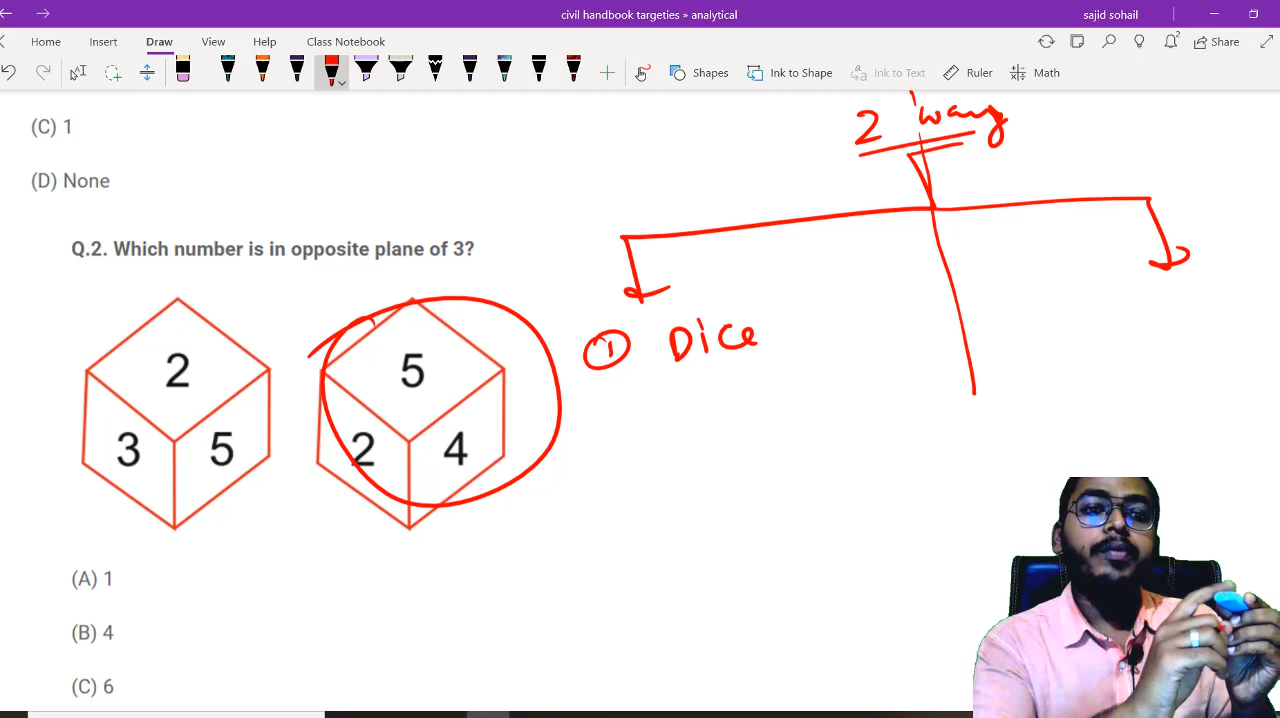 civil handbook targeties » analytical
sajid sohail
Home Insert Draw View Help Class Notebook
Shapes Ink to Shape Ink to Text Ruler Math
Share
(C) 1
(D) None
2 ways
Q.2. Which number is in opposite plane of 3?
2
3 5
5
2 4
① Dice
(A) 1
(B) 4
(C) 6